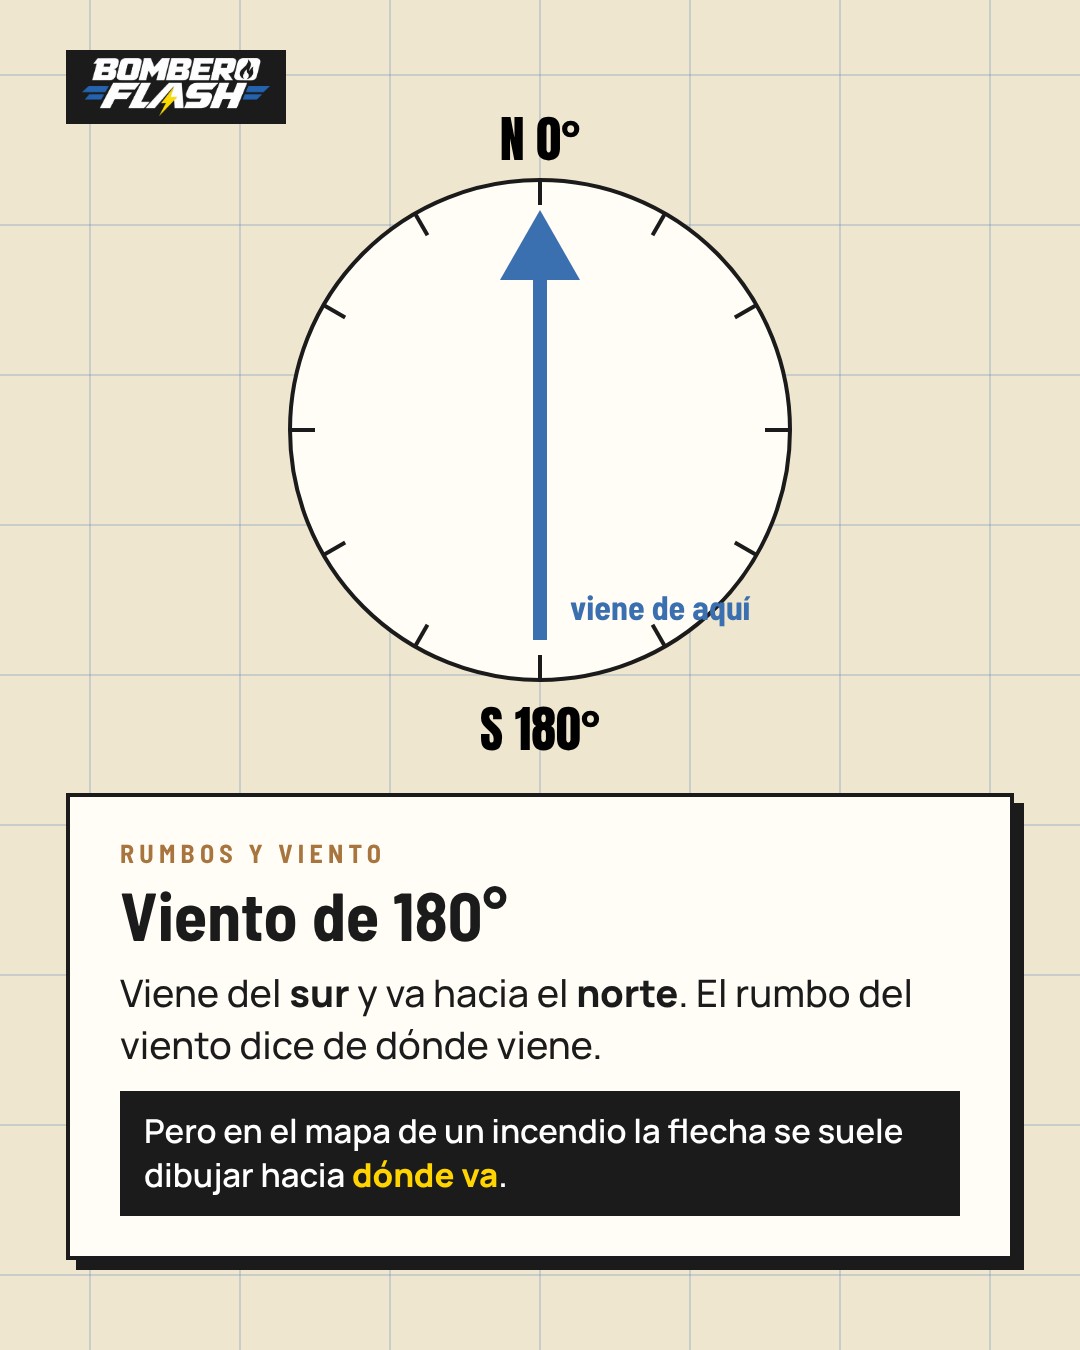 BOMBERO
FLASH
N 0°
viene de aquí
S 180°
RUMBOS Y VIENTO
Viento de 180°
Viene del sur y va hacia el norte. El rumbo del
viento dice de dónde viene.
Pero en el mapa de un incendio la flecha se suele
dibujar hacia dónde va.